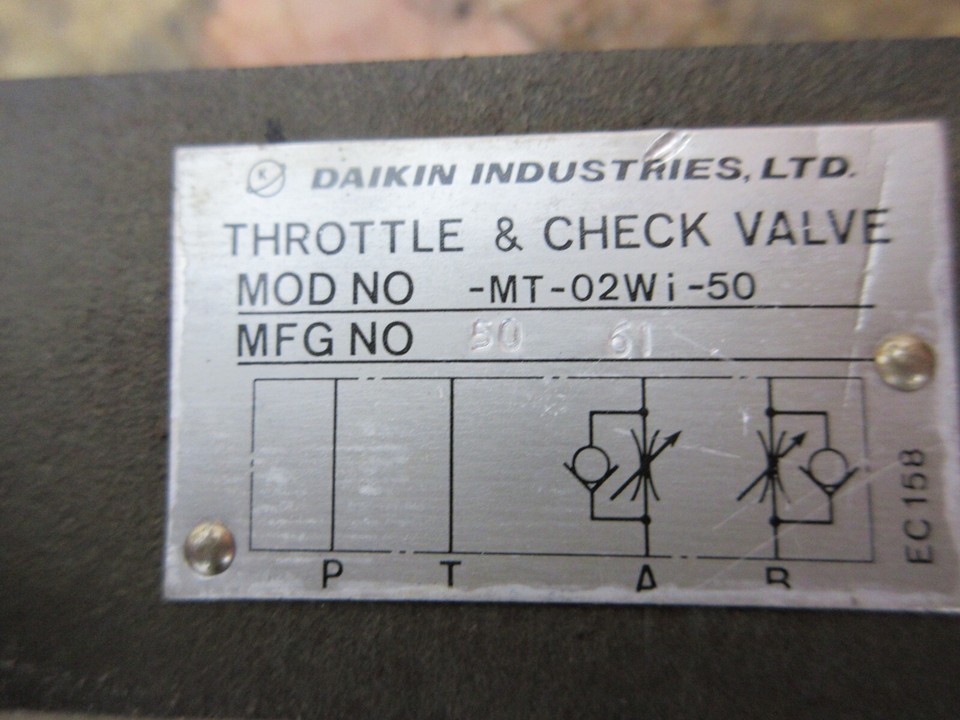 K
DAIKIN INDUSTRIES, LTD.
THROTTLE & CHECK VALVE
MOD NO -MT-02Wi-50
MFG NO 50 61
P T A B
EC158